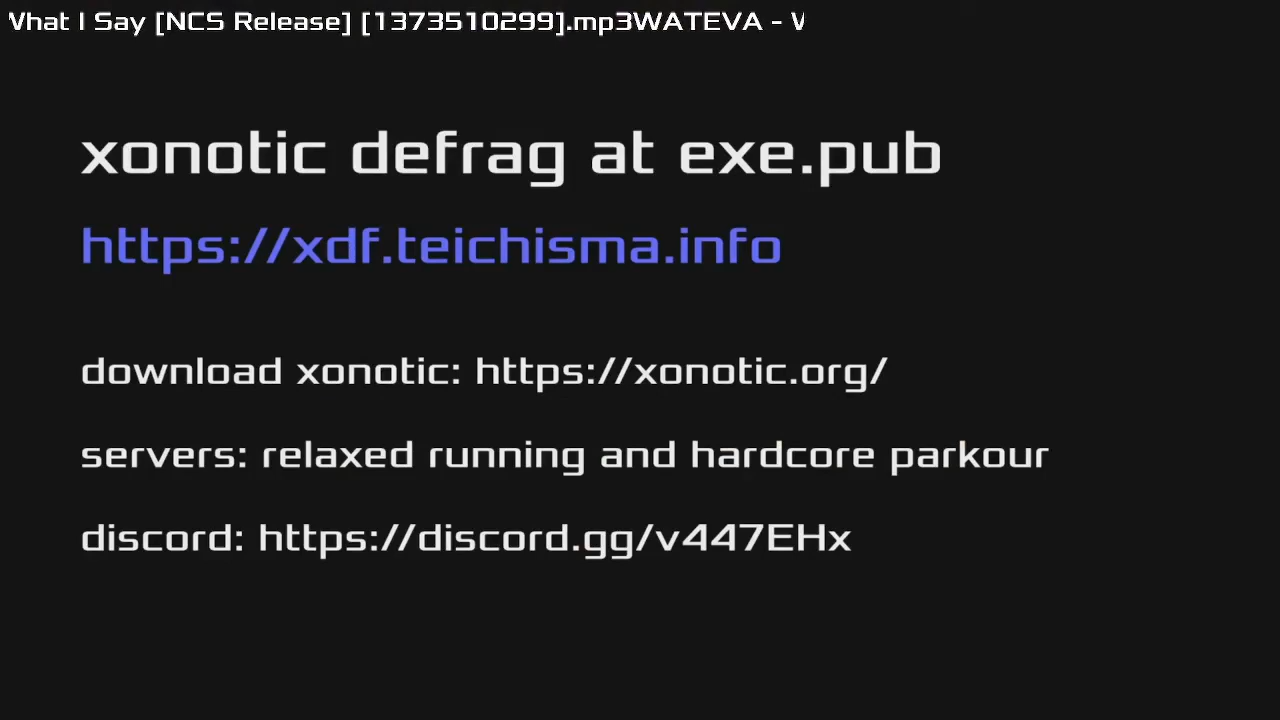 What I Say [NCS Release] [1373510299].mp3WATEVA - W
xonotic defrag at exe.pub
https://xdf.teichisma.info
download xonotic: https://xonotic.org/
servers: relaxed running and hardcore parkour
discord: https://discord.gg/v447EHx